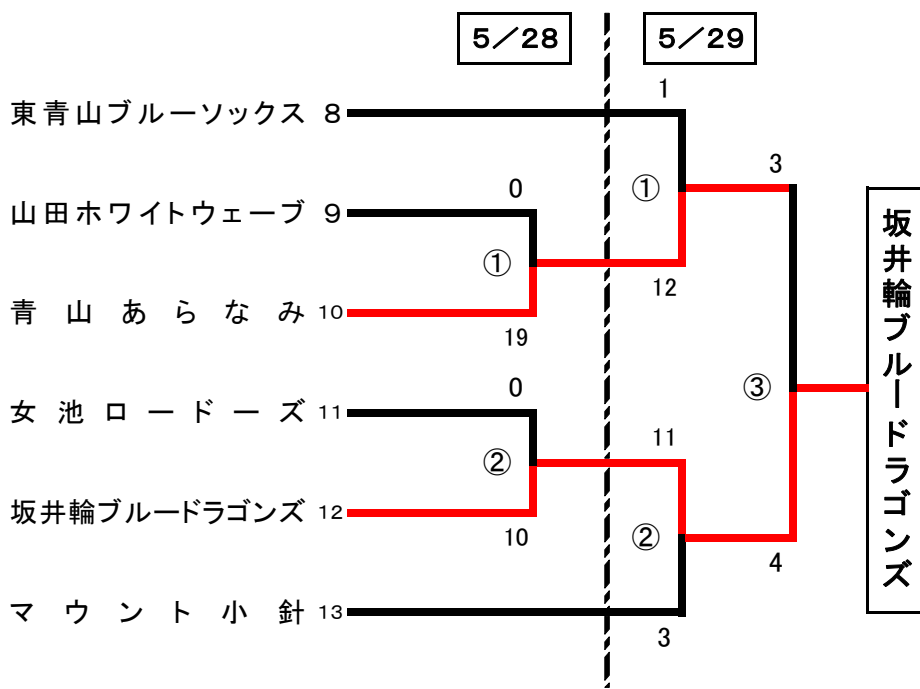 5／28
5／29
1
東青山ブルーソックス 8
3
0
①
山田ホワイトウェーブ 9
①
12
青山あらなみ 10
19
0
③
女池ロードーズ 11
11
②
坂井輪ブルードラゴンズ 12
10
②
4
マウント小針 13
3
坂井輪ブルードラゴンズ